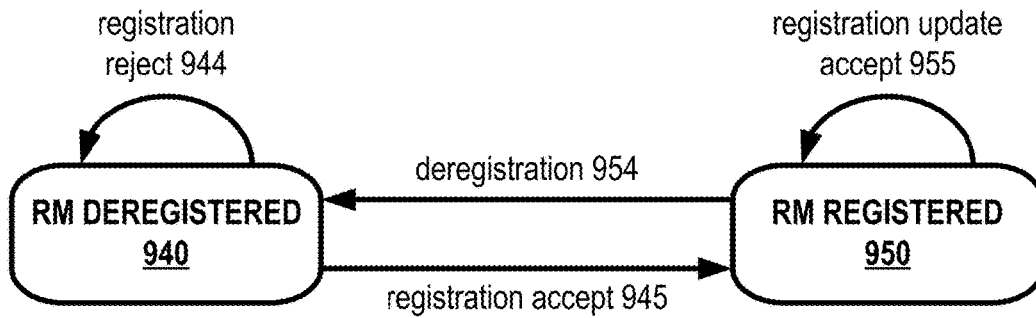 registration
reject 944
registration update
accept 955
deregistration 954
RM DEREGISTERED
940
RM REGISTERED
950
registration accept 945